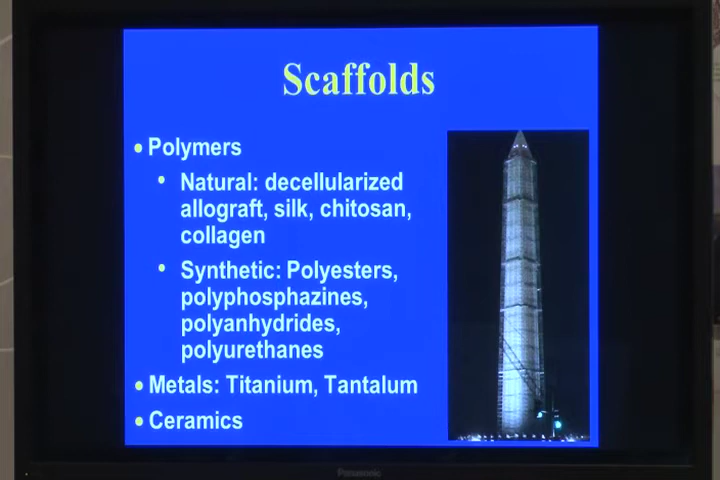 Scaffolds
• Polymers
• Natural: decellularized
allograft, silk, chitosan,
collagen
• Synthetic: Polyesters,
polyphosphazines,
polyanhydrides,
polyurethanes
• Metals: Titanium, Tantalum
• Ceramics
Panasonic